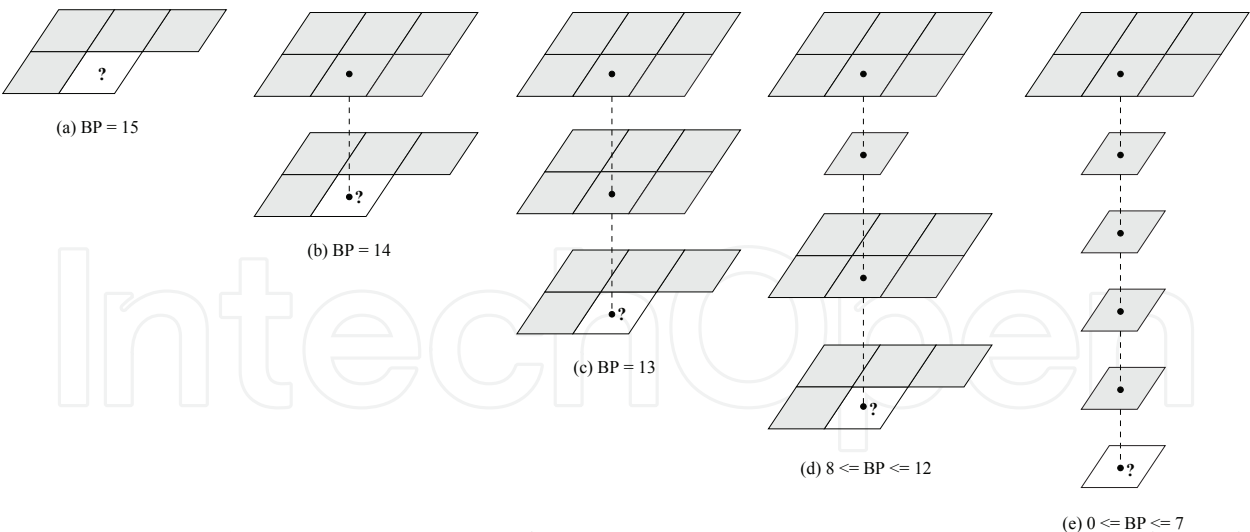 ?
(a) BP = 15
?
(b) BP = 14
?
(c) BP = 13
?
(d) 8 <= BP <= 12
?
(e) 0 <= BP <= 7
IntechOpen